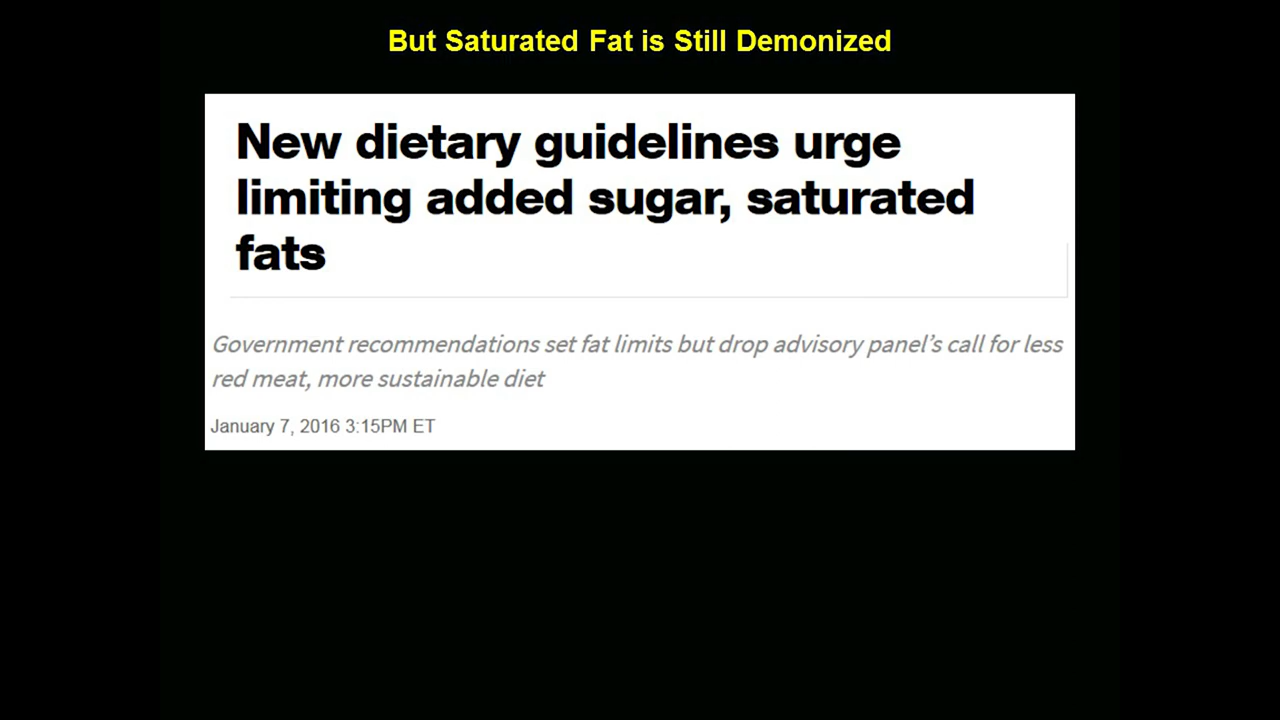 But Saturated Fat is Still Demonized
New dietary guidelines urge
limiting added sugar, saturated
fats
Government recommendations set fat limits but drop advisory panel's call for less
red meat, more sustainable diet
January 7, 2016 3:15PM ET